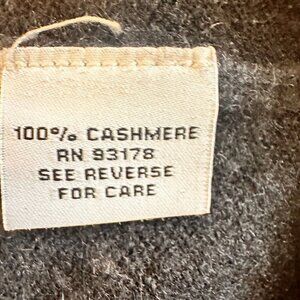 100% CASHMERE
RN 93178
SEE REVERSE
FOR CARE